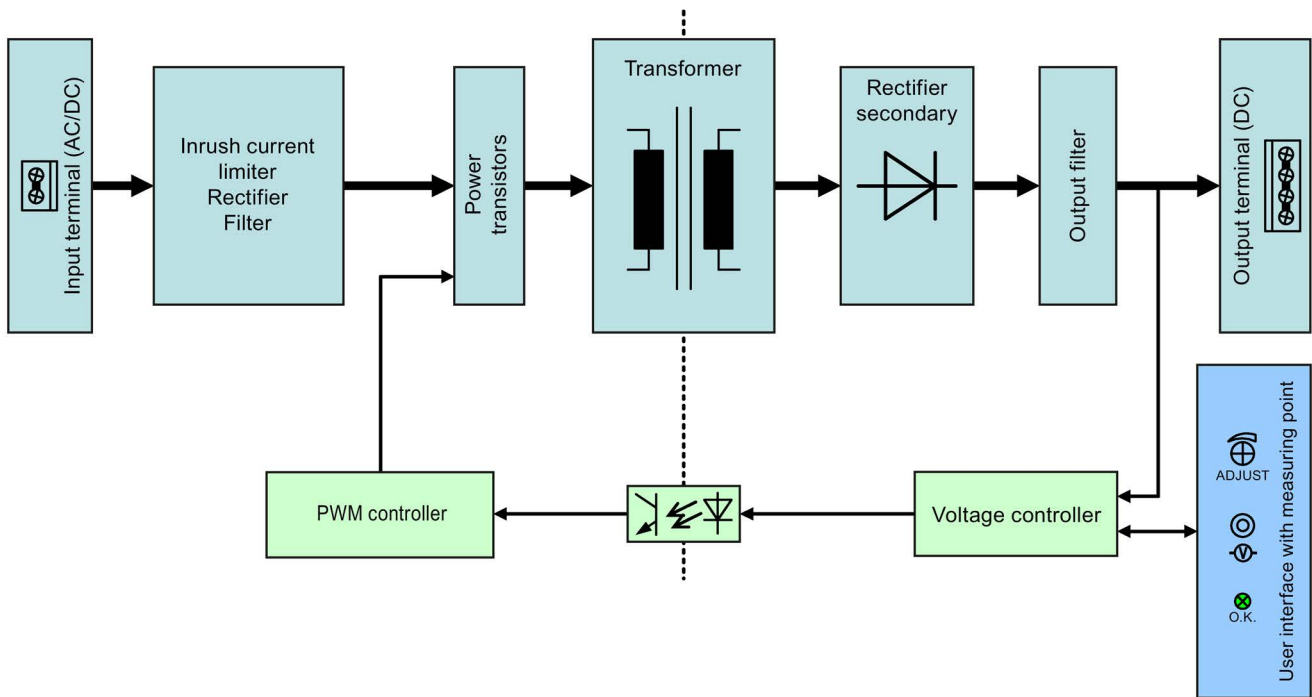 Input terminal (AC/DC)
Inrush current
limiter
Rectifier
Filter
Power
transistors
Transformer
Rectifier
secondary
Output filter
Output terminal (DC)
PWM controller
Voltage controller
ADJUST
V
O.K.
User interface with measuring point